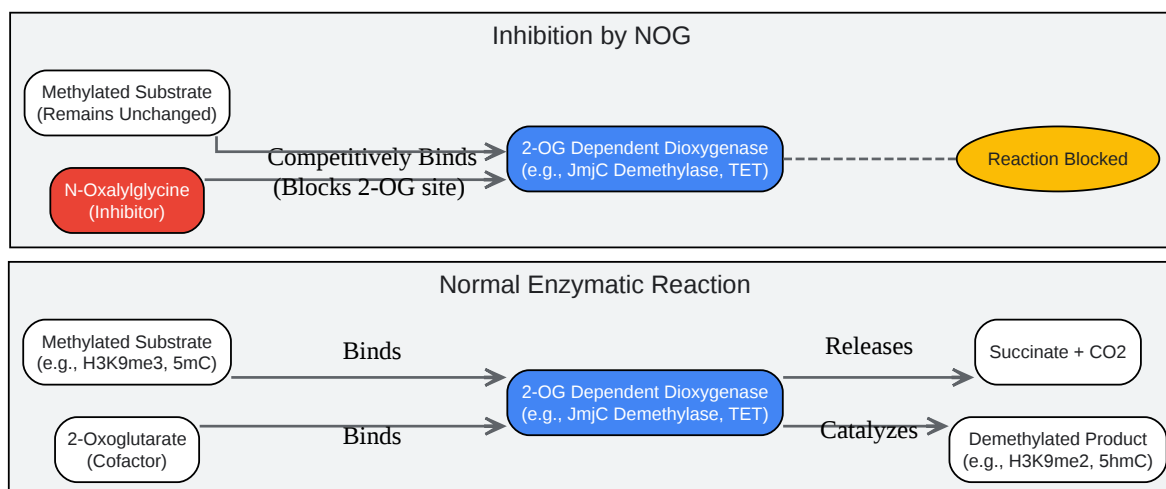 Inhibition by NOG
Methylated Substrate
(Remains Unchanged)
Competitively Binds
(Blocks 2-OG site)
N-Oxalylglycine
(Inhibitor)
2-OG Dependent Dioxygenase
(e.g., JmjC Demethylase, TET)
Reaction Blocked
Normal Enzymatic Reaction
Methylated Substrate
(e.g., H3K9me3, 5mC)
Binds
2-Oxoglutarate
(Cofactor)
Binds
2-OG Dependent Dioxygenase
(e.g., JmjC Demethylase, TET)
Releases
Succinate + CO2
Catalyzes
Demethylated Product
(e.g., H3K9me2, 5hmC)